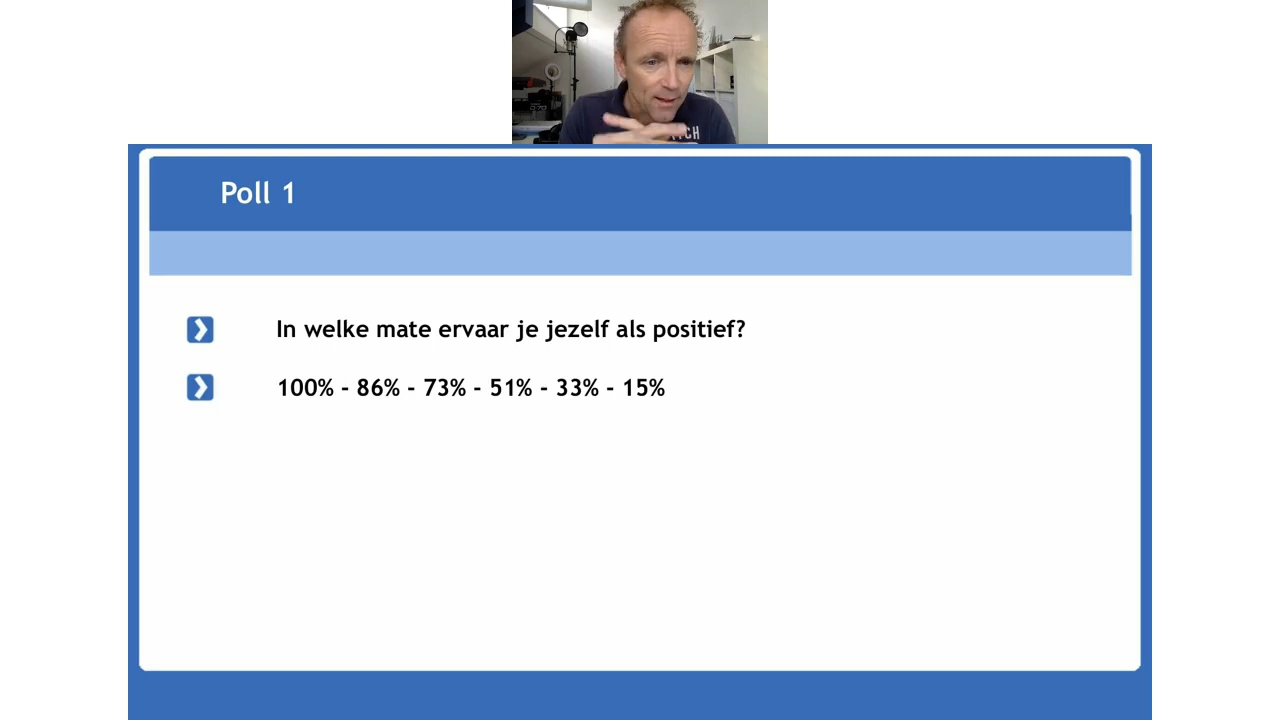 Poll 1
In welke mate ervaar je jezelf als positief?
100% - 86% - 73% - 51% - 33% - 15%